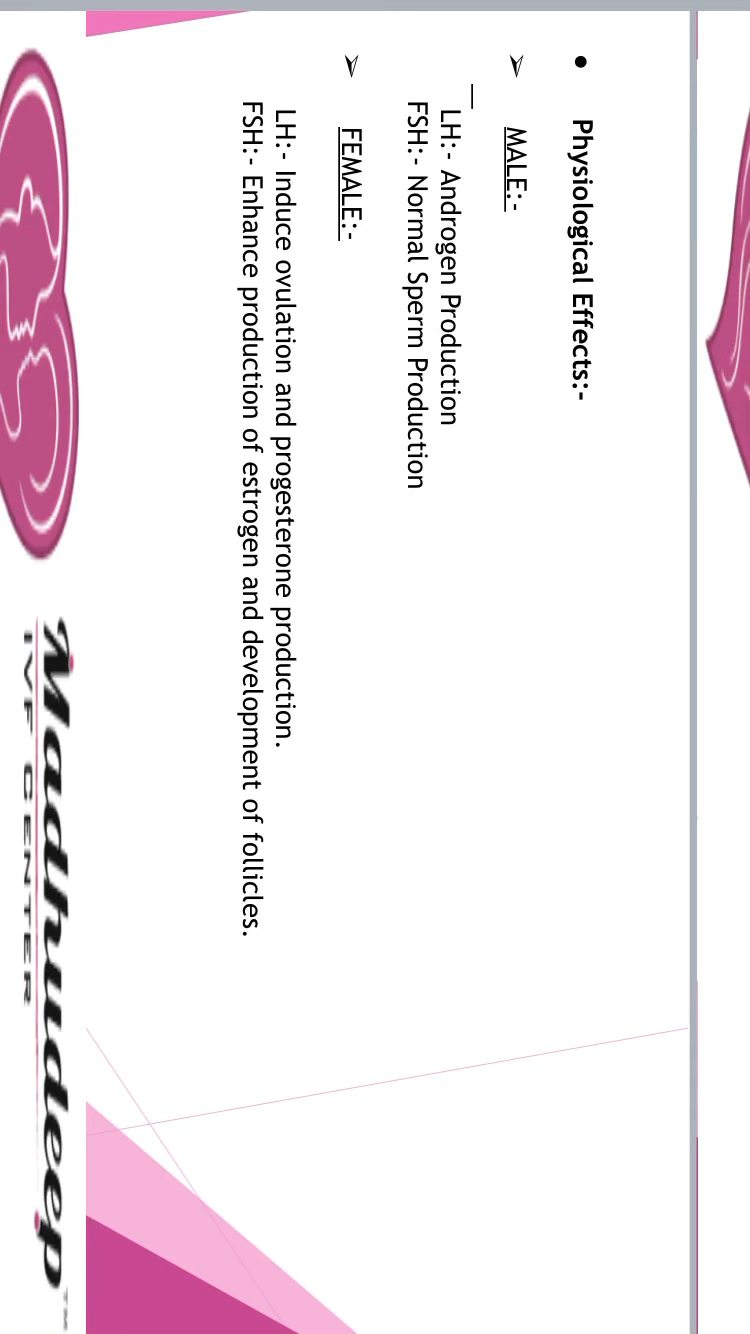 • Physiological Effects:-
➢ MALE:-
LH:- Androgen Production
FSH:- Normal Sperm Production
➢ FEMALE:-
LH:- Induce ovulation and progesterone production.
FSH:- Enhance production of estrogen and development of follicles.
Madhudeep™
IVF CENTER